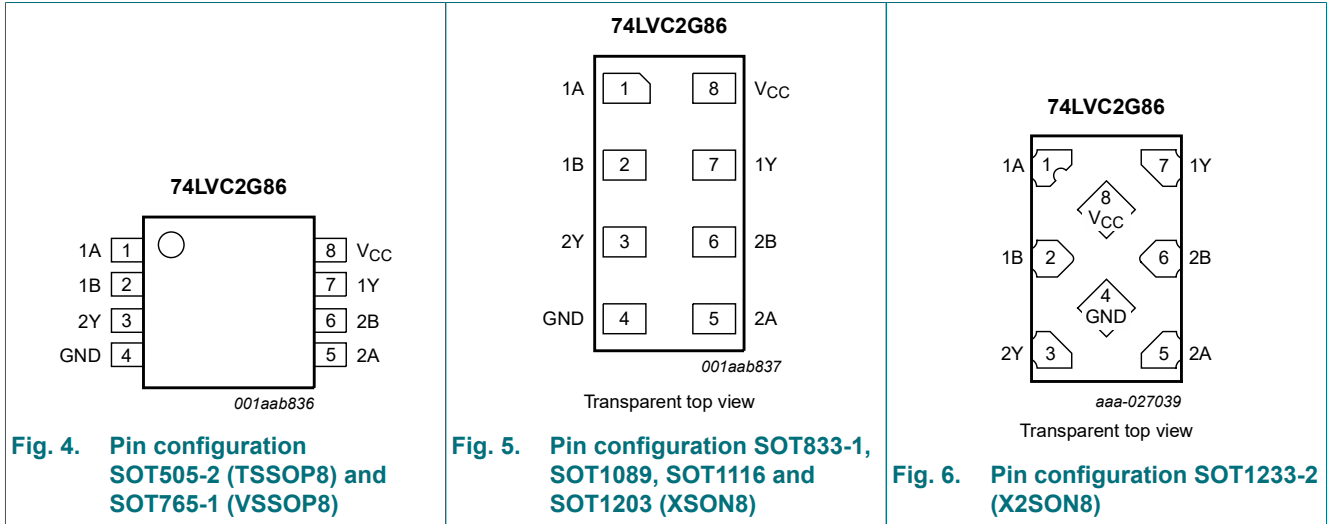 74LVC2G86
1A 1 8 VCC
1B 2 7 1Y
2Y 3 6 2B
GND 4 5 2A
001aab836
Fig. 4. Pin configuration
SOT505-2 (TSSOP8) and
SOT765-1 (VSSOP8)
74LVC2G86
1A 1 8 VCC
1B 2 7 1Y
2Y 3 6 2B
GND 4 5 2A
001aab837
Transparent top view
Fig. 5. Pin configuration SOT833-1,
SOT1089, SOT1116 and
SOT1203 (XSON8)
74LVC2G86
1A 1 7 1Y
8
VCC
1B 2 6 2B
4
GND
2Y 3 5 2A
aaa-027039
Transparent top view
Fig. 6. Pin configuration SOT1233-2
(X2SON8)